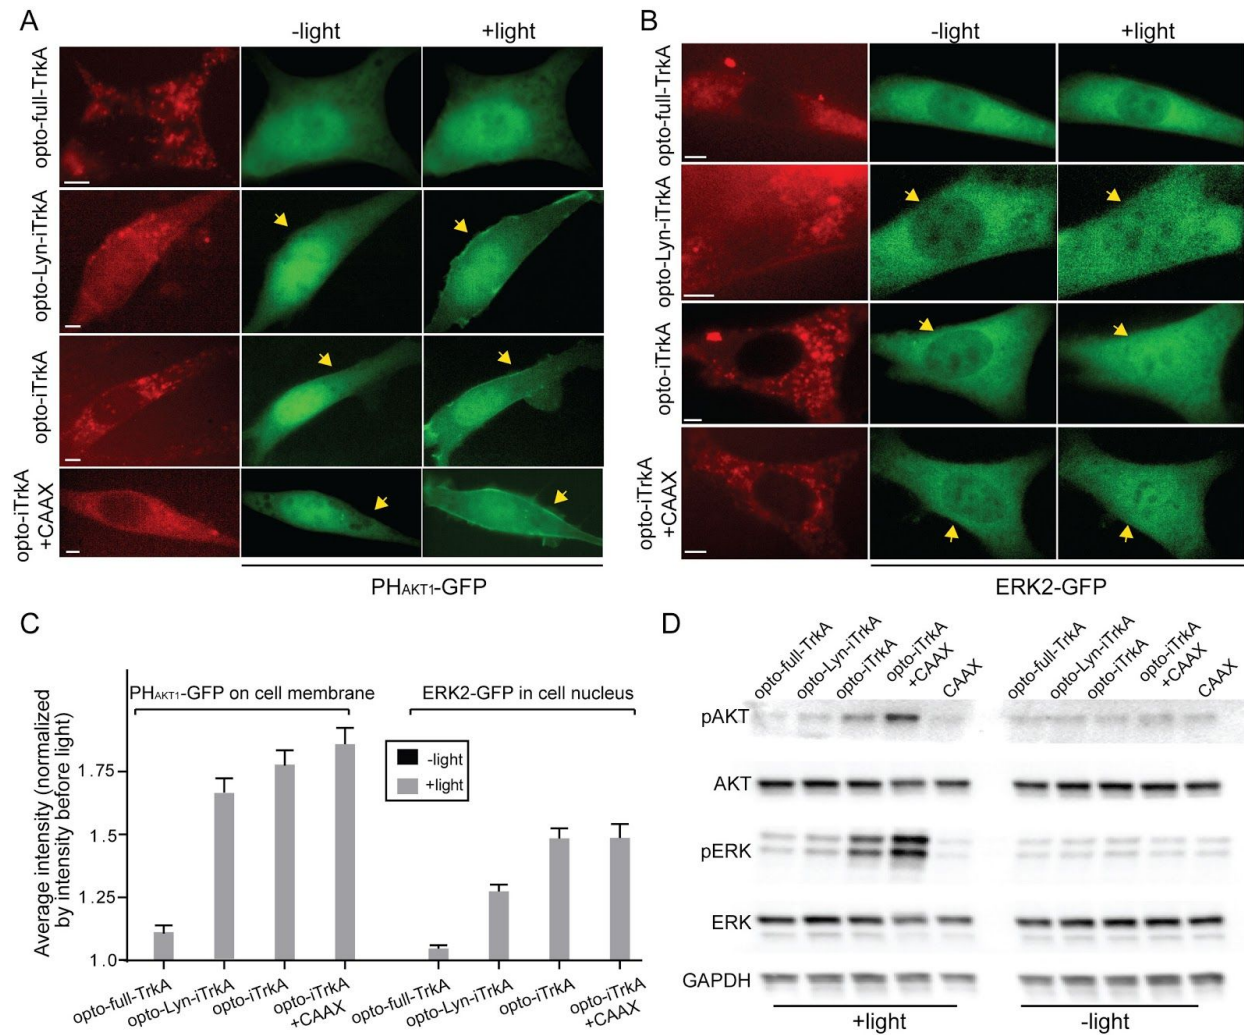 A
-light
+light
opto-full-TrkA
opto-Lyn-iTrkA
opto-iTrkA
opto-iTrkA
+CAAX
PHAKT1-GFP
B
-light
+light
opto-full-TrkA
opto-Lyn-iTrkA
opto-iTrkA
opto-iTrkA
+CAAX
ERK2-GFP
C
Average intensity (normalized
by intensity before light)
1.75
1.5
1.25
1.0
PHAKT1-GFP on cell membrane
ERK2-GFP in cell nucleus
-light
+light
opto-full-TrkA
opto-Lyn-iTrkA
opto-iTrkA
opto-iTrkA
+CAAX
opto-full-TrkA
opto-Lyn-iTrkA
opto-iTrkA
opto-iTrkA
+CAAX
D
opto-full-TrkA
opto-Lyn-iTrkA
opto-iTrkA
opto-iTrkA
+CAAX
CAAX
opto-full-TrkA
opto-Lyn-iTrkA
opto-iTrkA
opto-iTrkA
+CAAX
CAAX
pAKT
AKT
pERK
ERK
GAPDH
+light
-light